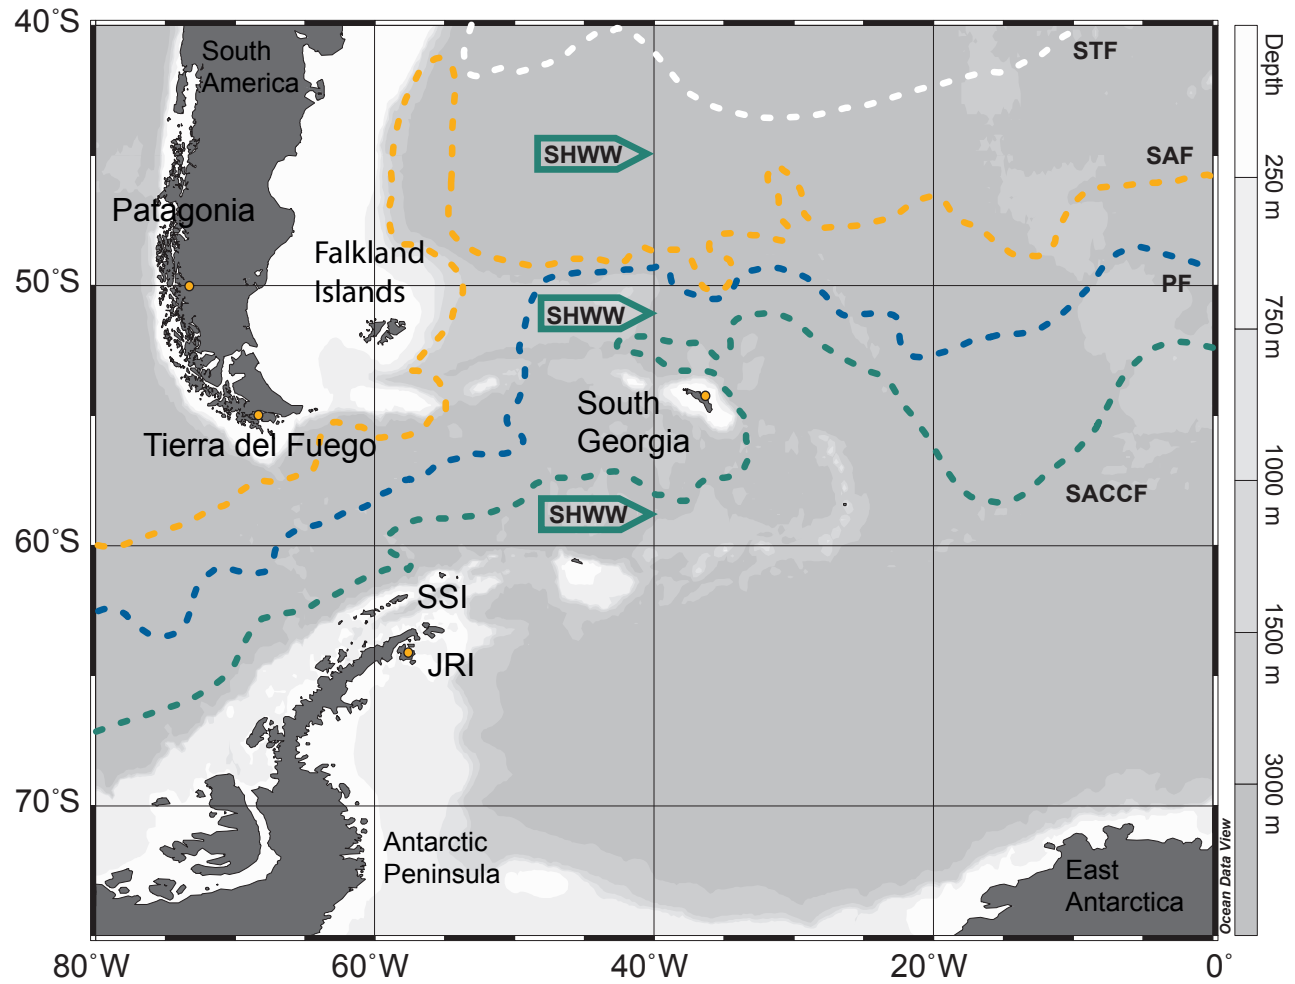 40°S
South
America
STF
Depth
SHWW
SAF
250 m
Patagonia
Falkland
Islands
50°S
PF
SHWW
750 m
South
Georgia
Tierra del Fuego
1000 m
SACCF
SHWW
60°S
SSI
1500 m
JRI
70°S
3000 m
Antarctic
Peninsula
East
Antarctica
Ocean Data View
80°W
60°W
40°W
20°W
0°